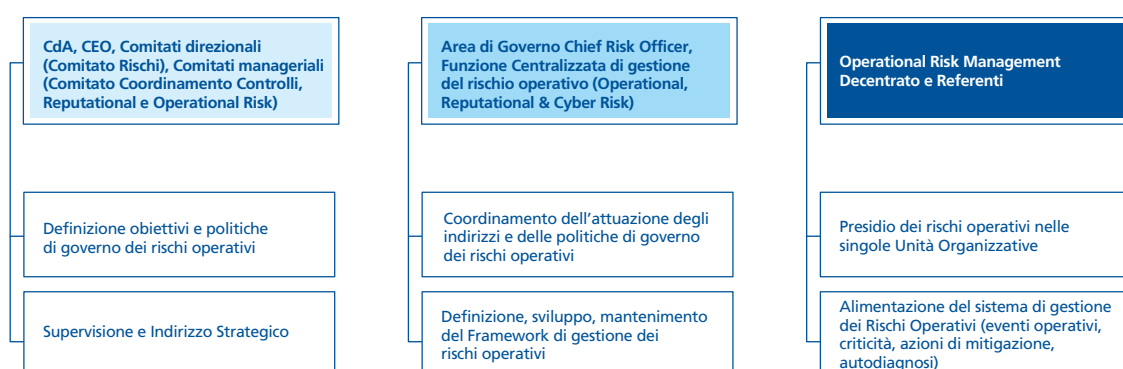 CdA, CEO, Comitati direzionali
(Comitato Rischi), Comitati manageriali
(Comitato Coordinamento Controlli,
Reputational e Operational Risk)
Definizione obiettivi e politiche
di governo dei rischi operativi
Supervisione e Indirizzo Strategico
Area di Governo Chief Risk Officer,
Funzione Centralizzata di gestione
del rischio operativo (Operational,
Reputational & Cyber Risk)
Coordinamento dell'attuazione degli
indirizzi e delle politiche di governo
dei rischi operativi
Definizione, sviluppo, mantenimento
del Framework di gestione dei
rischi operativi
Operational Risk Management
Decentrato e Referenti
Presidio dei rischi operativi nelle
singole Unità Organizzative
Alimentazione del sistema di gestione
dei Rischi Operativi (eventi operativi,
criticità, azioni di mitigazione,
autodiagnosi)